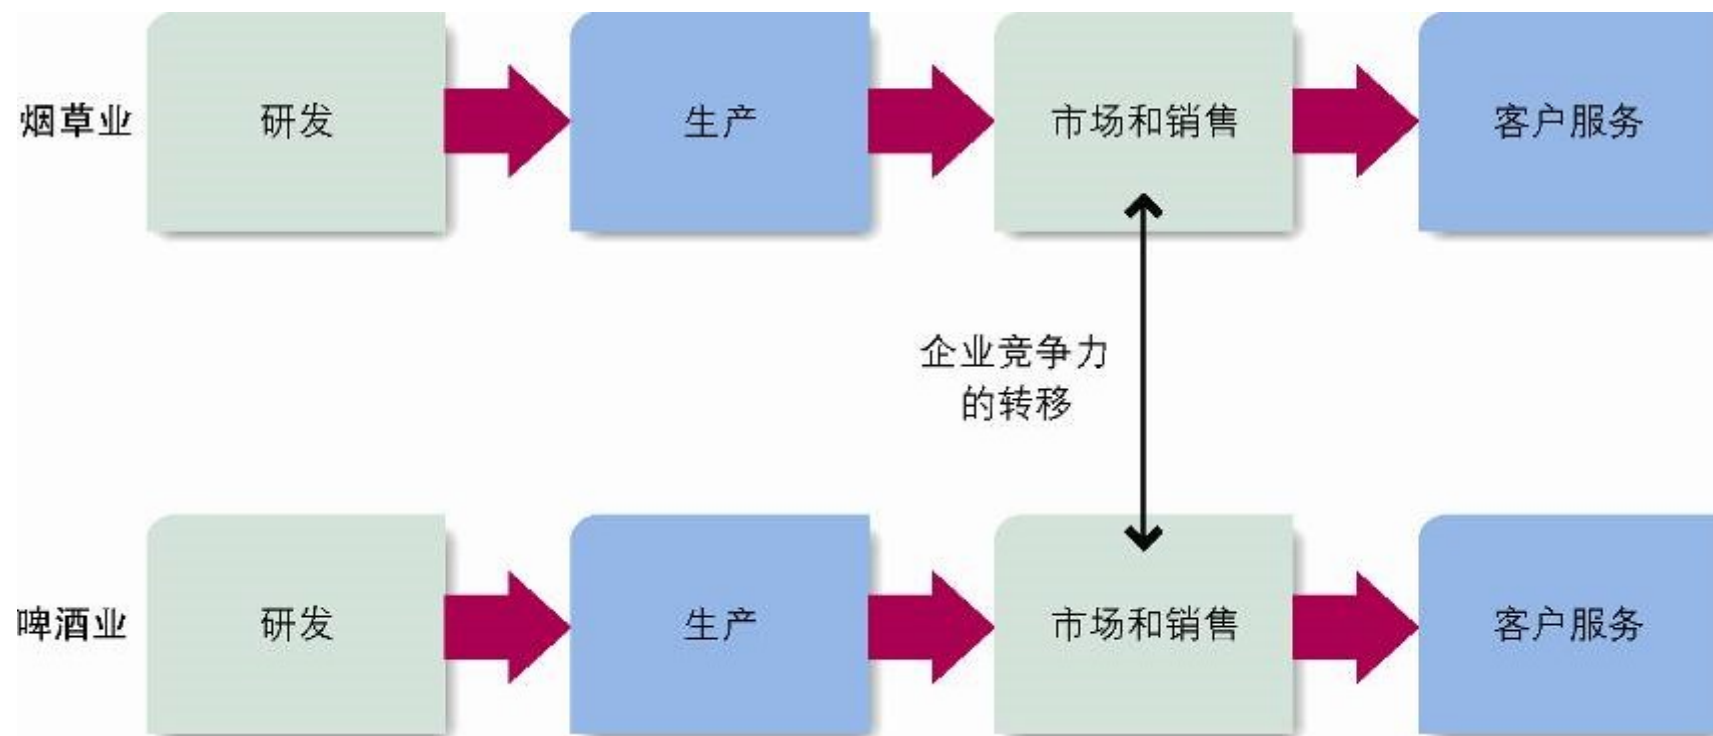 烟草业
研发
生产
市场和销售
客户服务
企业竞争力
的转移
啤酒业
研发
生产
市场和销售
客户服务